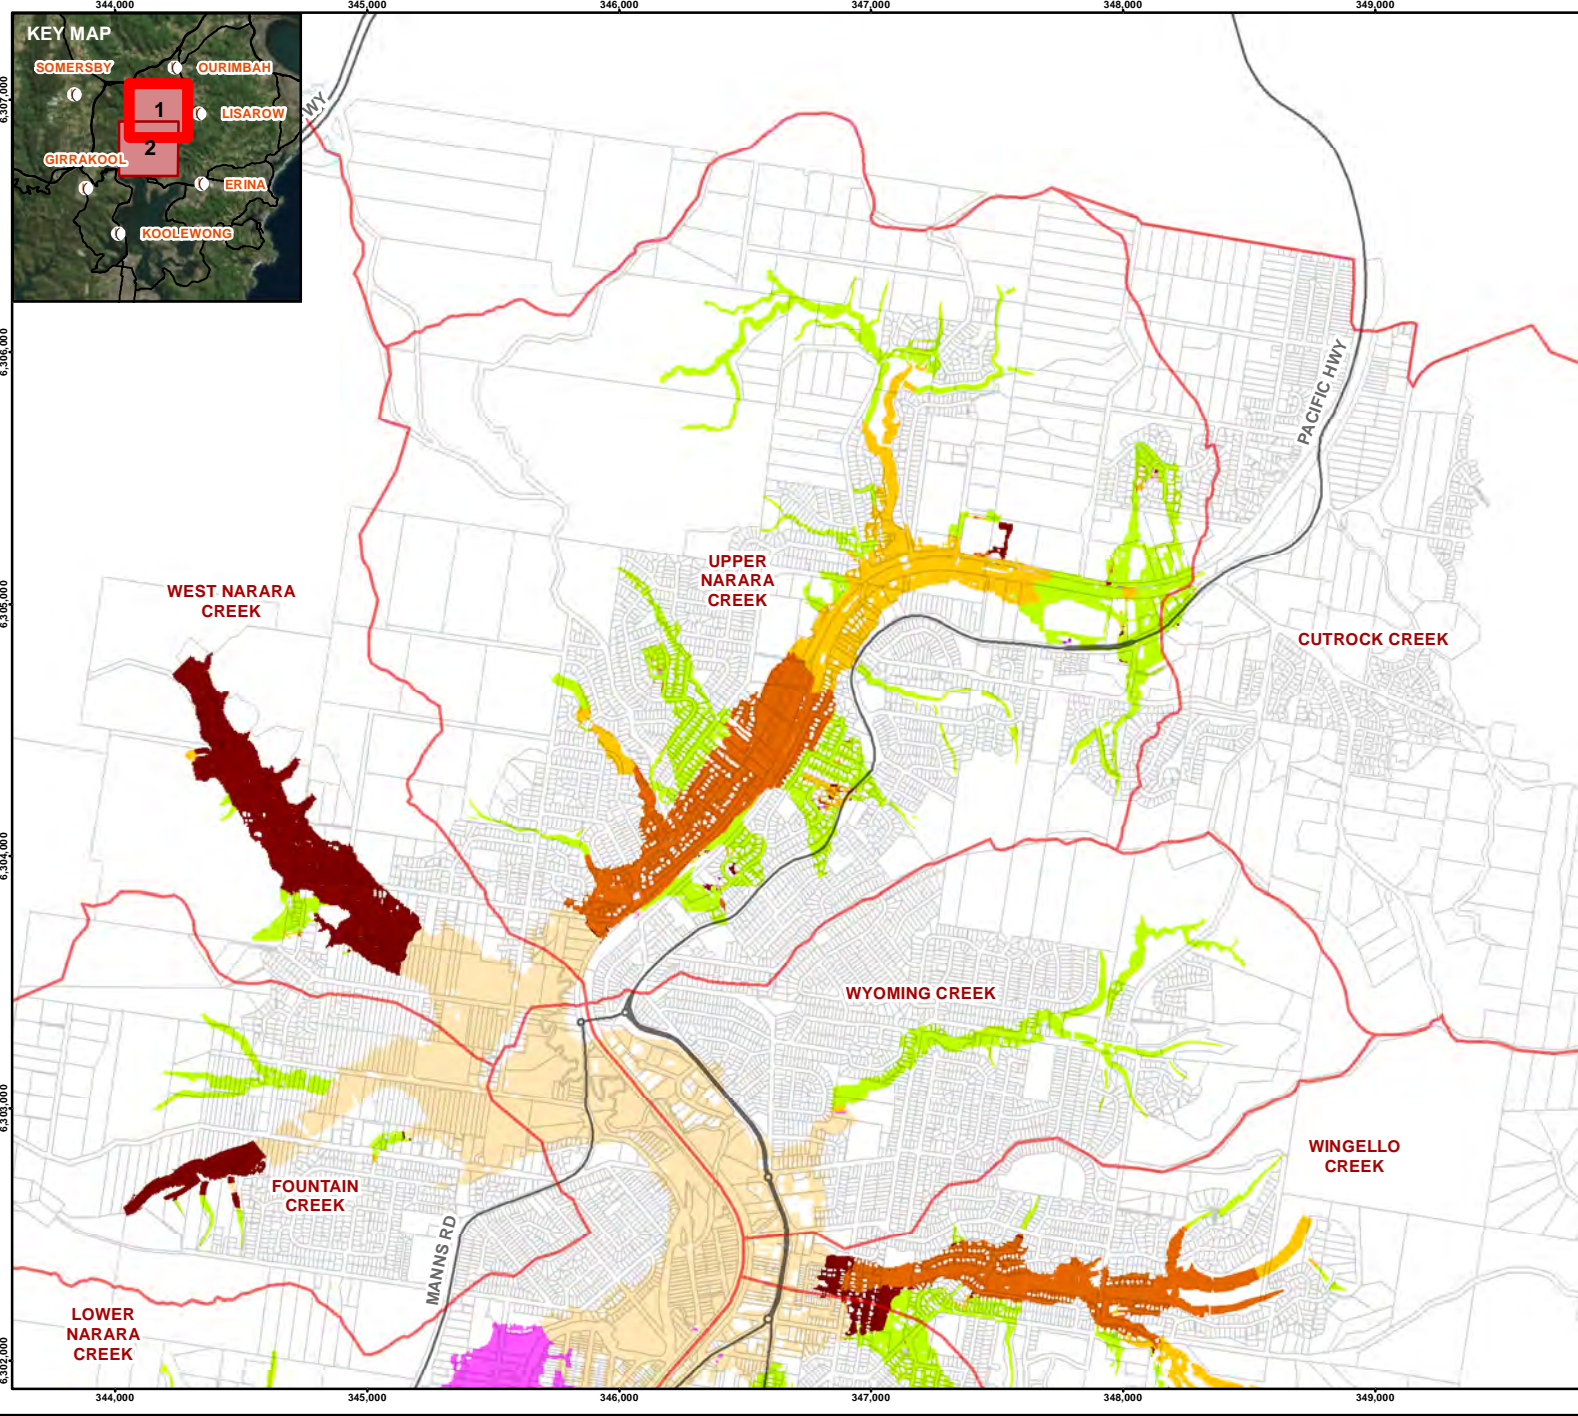 344,000
345,000
346,000
347,000
348,000
349,000
KEY MAP
SOMERSBY
OURIMBAH
1
LISAROW
2
GIRRAKOOL
ERINA
KOOLEWONG
WY
6,307,000
6,306,000
6,305,000
6,304,000
6,303,000
6,302,000
PACIFIC HWY
UPPER
NARARA
CREEK
WEST NARARA
CREEK
CUTROCK CREEK
WYOMING CREEK
WINGELLO
CREEK
FOUNTAIN
CREEK
MANNS RD
LOWER
NARARA
CREEK
344,000
345,000
346,000
347,000
348,000
349,000